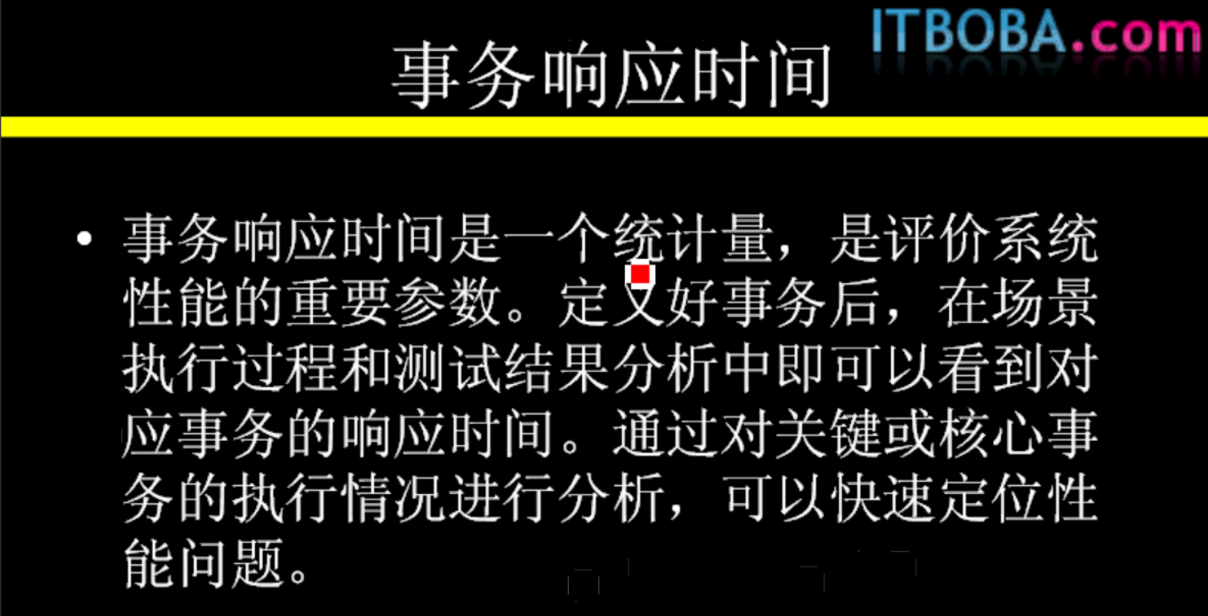 ITBOBA.com
事务响应时间
• 事务响应时间是一个统计量，是评价系统
性能的重要参数。定义好事务后，在场景
执行过程和测试结果分析中即可以看到对
应事务的响应时间。通过对关键或核心事
务的执行情况进行分析，可以快速定位性
能问题。